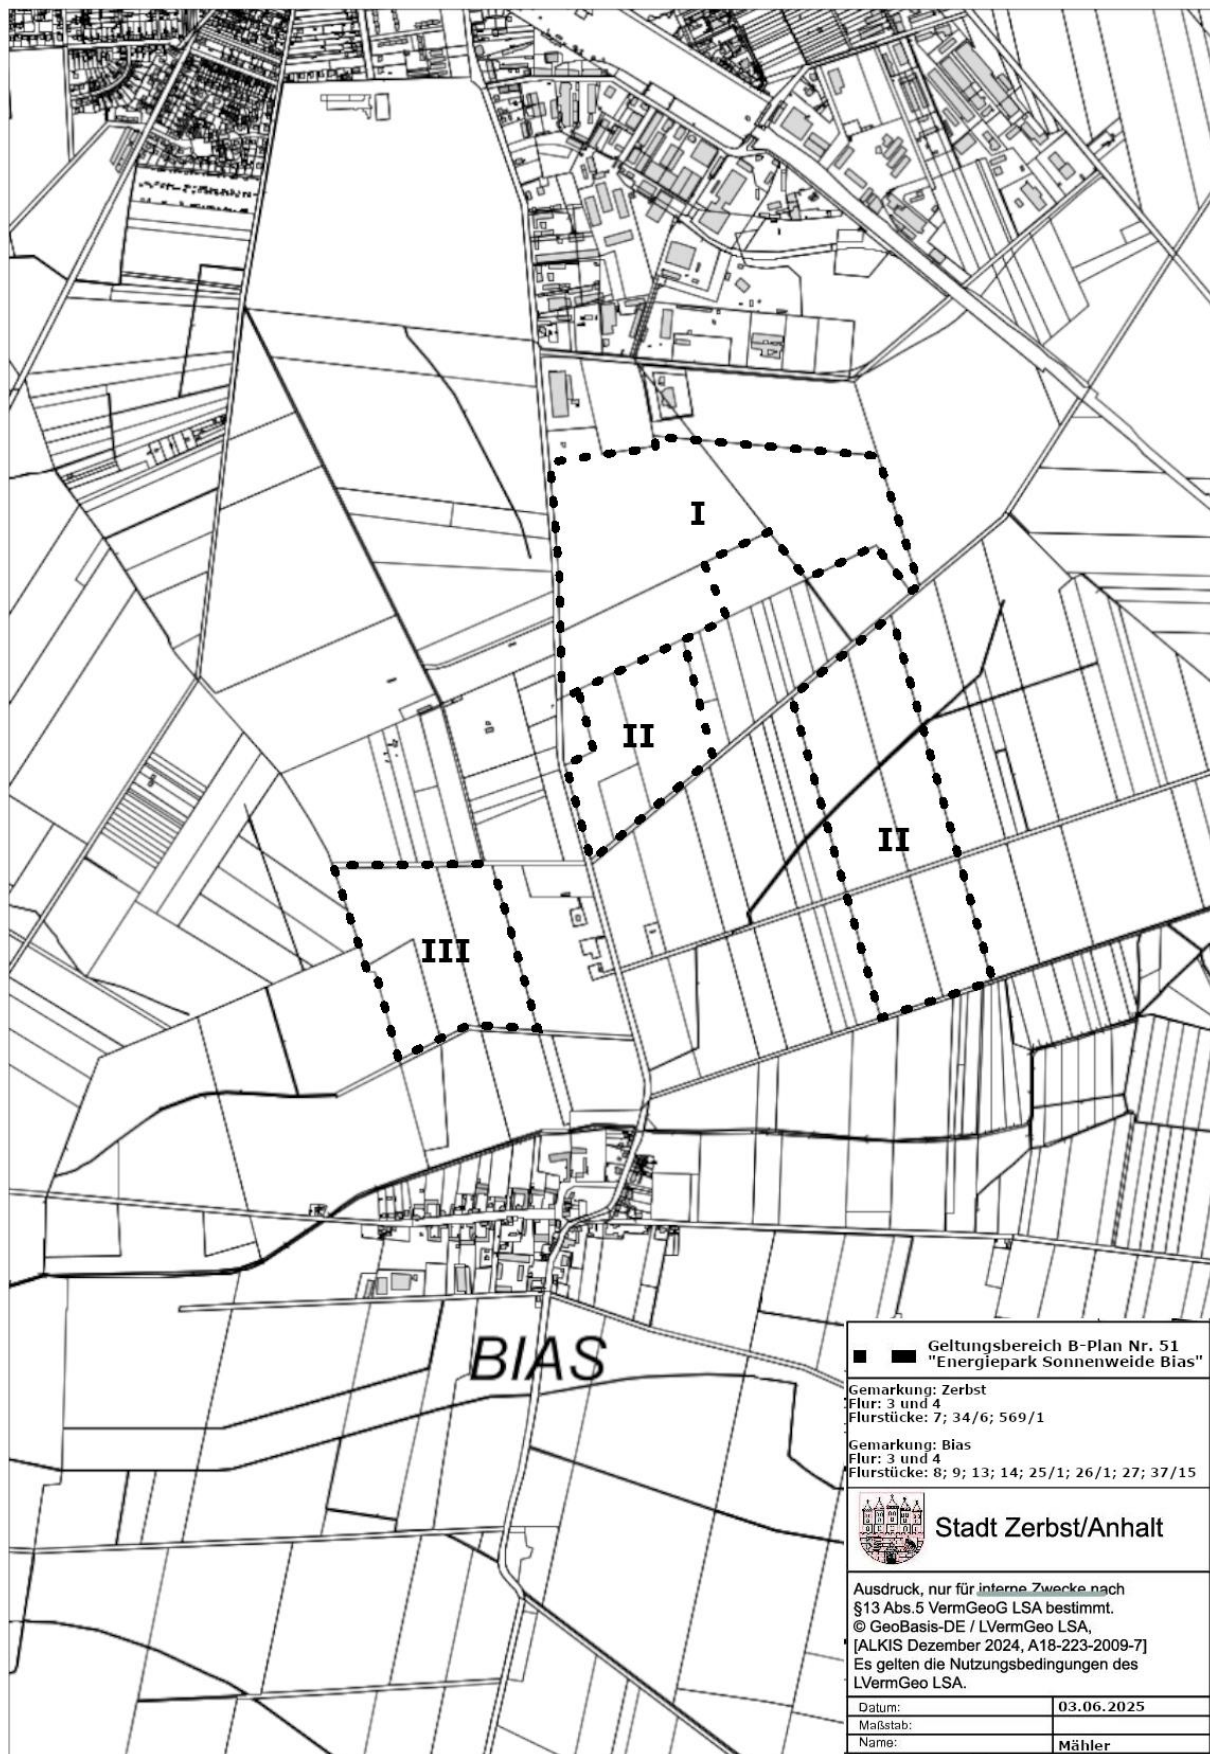 I
II
II
III
BIAS
Geltungsbereich B-Plan Nr. 51
"Energiepark Sonnenweide Bias"
Gemarkung: Zerbst
Flur: 3 und 4
Flurstücke: 7; 34/6; 569/1
Gemarkung: Bias
Flur: 3 und 4
Flurstücke: 8; 9; 13; 14; 25/1; 26/1; 27; 37/15
Stadt Zerbst/Anhalt
Ausdruck, nur für interne Zwecke nach
§13 Abs.5 VermGeoG LSA bestimmt.
© GeoBasis-DE / LVermGeo LSA,
[ALKIS Dezember 2024, A18-223-2009-7]
Es gelten die Nutzungsbedingungen des
LVermGeo LSA.
Datum: 03.06.2025
Maßstab:
Name: Mähler